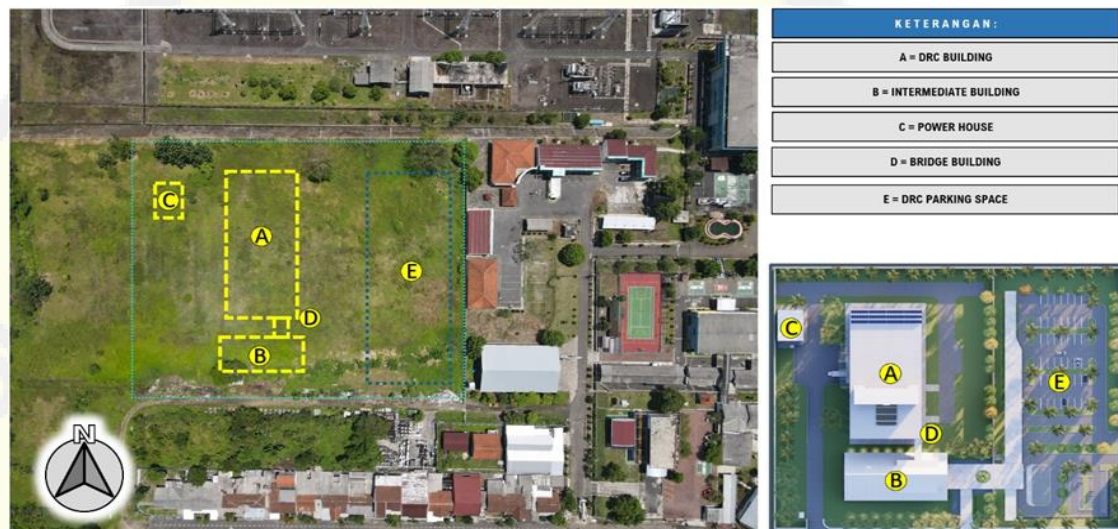 KETERANGAN:
A = DRC BUILDING
B = INTERMEDIATE BUILDING
C = POWER HOUSE
D = BRIDGE BUILDING
E = DRC PARKING SPACE
C
A
E
D
B
N
C
A
E
D
B